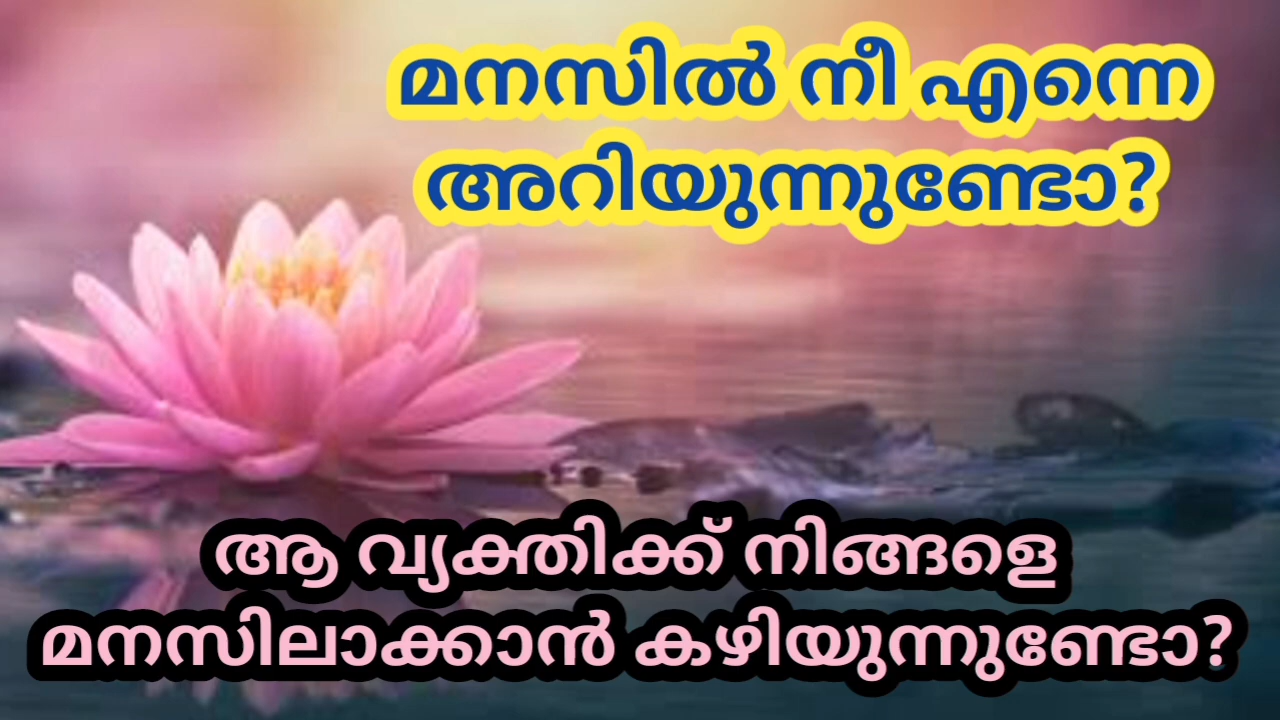 മനസിൽ നീ എന്നെ
അറിയുന്നുണ്ടോ?
ആ വ്യക്തിക്ക് നിങ്ങളെ
മനസിലാക്കാൻ കഴിയുന്നുണ്ടോ?